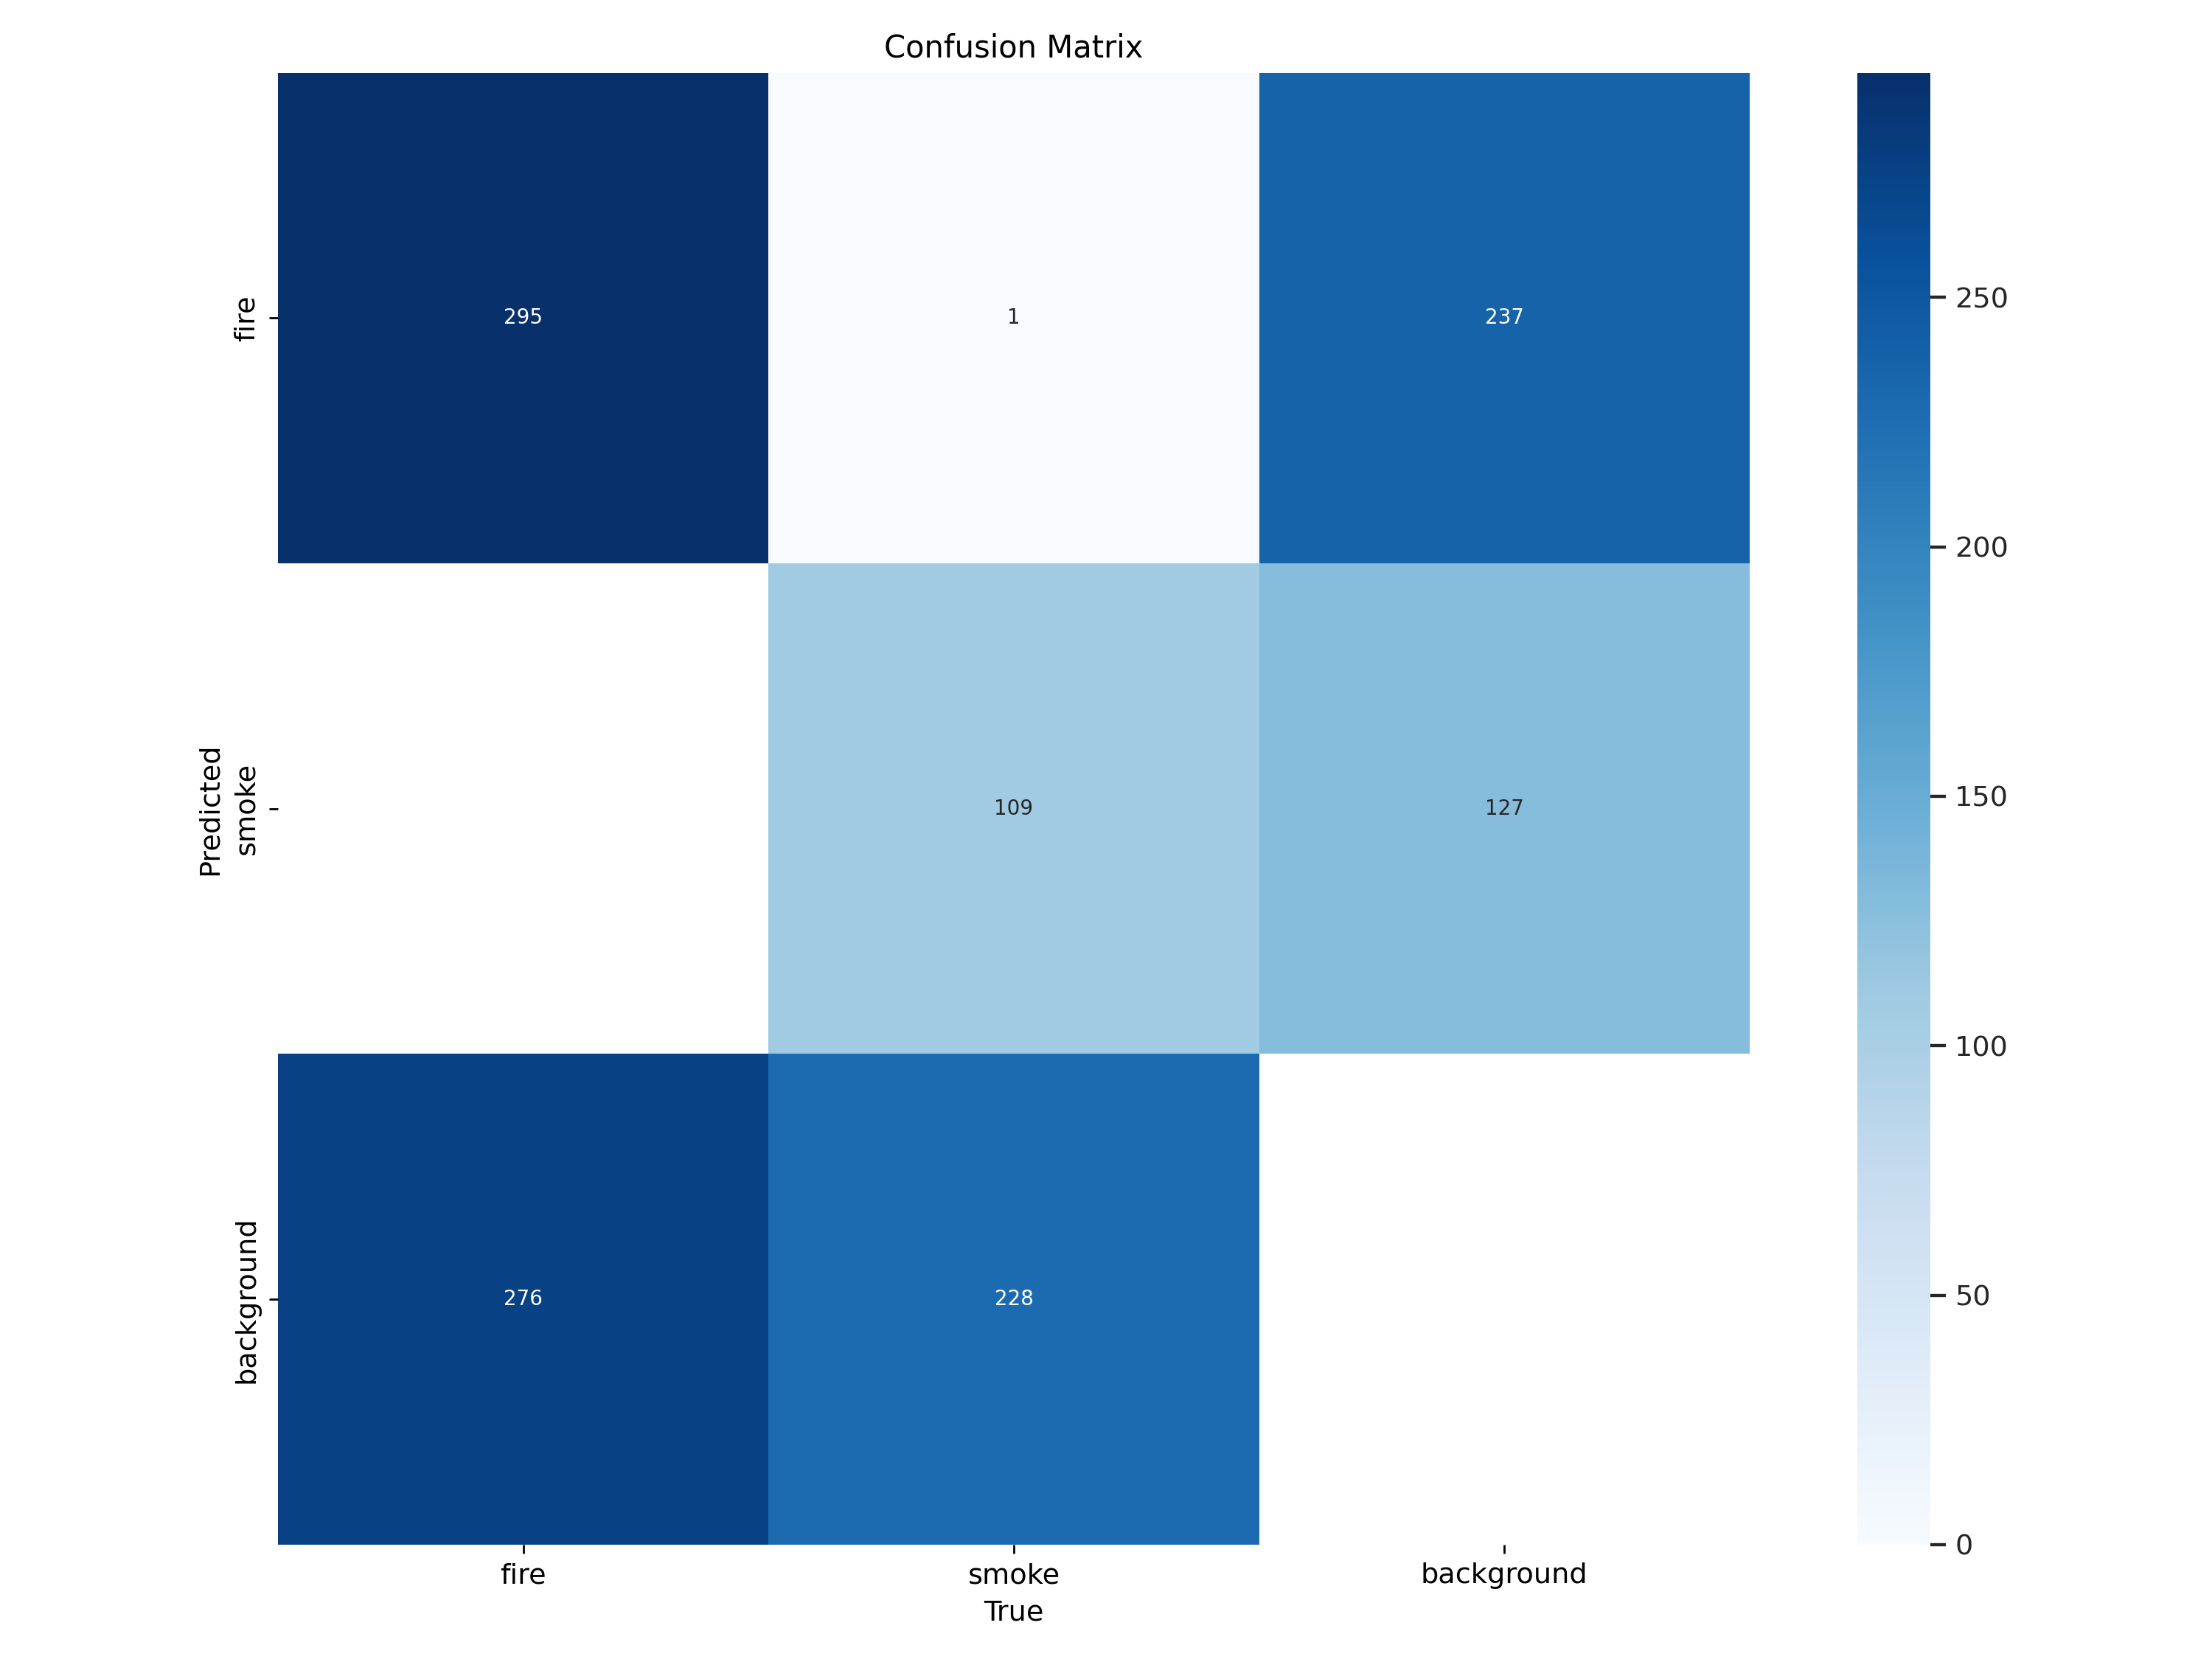 Confusion Matrix
fire
295
1
237
250
200
Predicted
smoke
109
127
150
100
background
276
228
50
0
fire
smoke
background
True